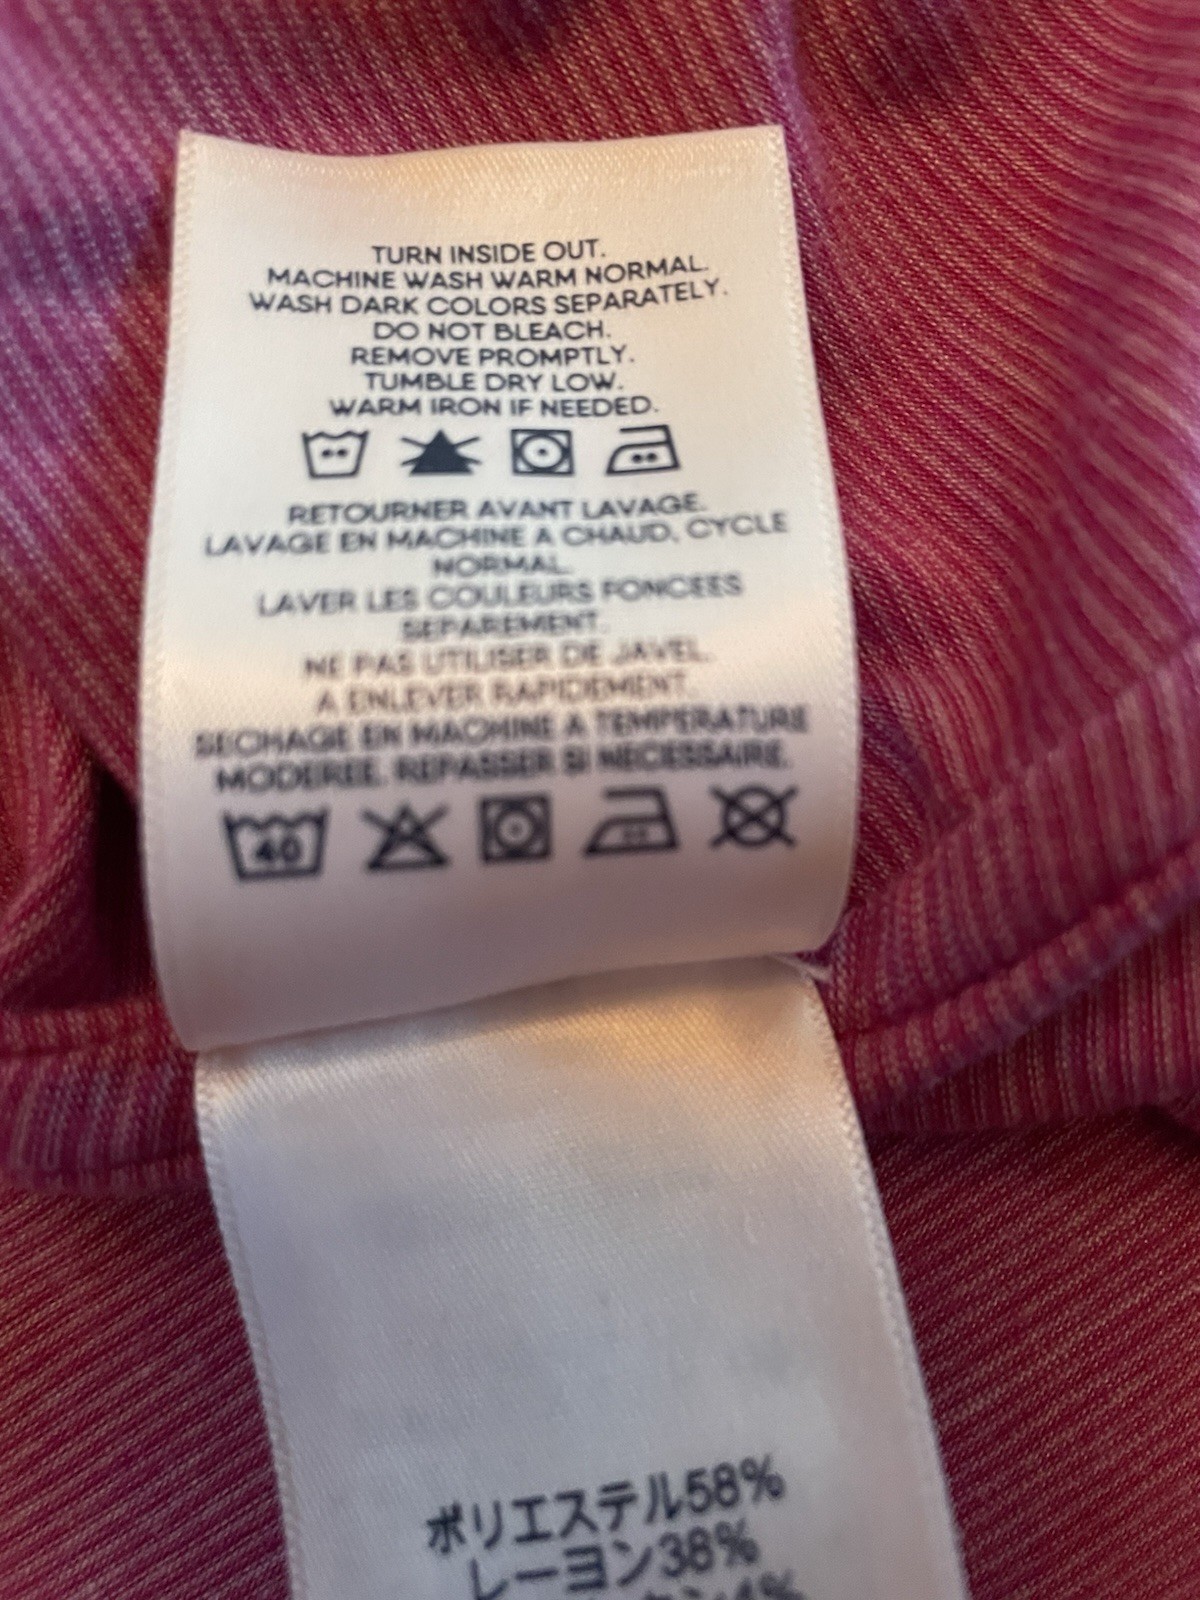 TURN INSIDE OUT.
MACHINE WASH WARM NORMAL.
WASH DARK COLORS SEPARATELY.
DO NOT BLEACH.
REMOVE PROMPTLY.
TUMBLE DRY LOW.
WARM IRON IF NEEDED.
RETOURNER AVANT LAVAGE.
LAVAGE EN MACHINE A CHAUD, CYCLE
NORMAL.
LAVER LES COULEURS FONCEES
SEPAREMENT.
NE PAS UTILISER DE JAVEL.
A ENLEVER RAPIDEMENT.
SECHAGE EN MACHINE A TEMPERATURE
MODEREE. REPASSER SI NECESSAIRE.
40
ポリエステル58%
レーヨン38%
4%